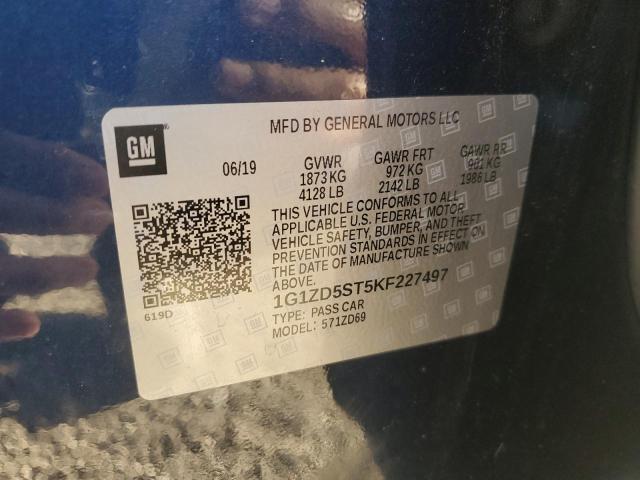 MFD BY GENERAL MOTORS LLC
GM
06/19 GVWR GAWR FRT GAWR RR
1873 KG 972 KG 901 KG
4128 LB 2142 LB 1986 LB
THIS VEHICLE CONFORMS TO ALL
APPLICABLE U.S. FEDERAL MOTOR
VEHICLE SAFETY, BUMPER, AND THEFT
PREVENTION STANDARDS IN EFFECT ON
THE DATE OF MANUFACTURE SHOWN
ABOVE.
1G1ZD5ST5KF227497
619D
TYPE: PASS CAR
MODEL: 571ZD69